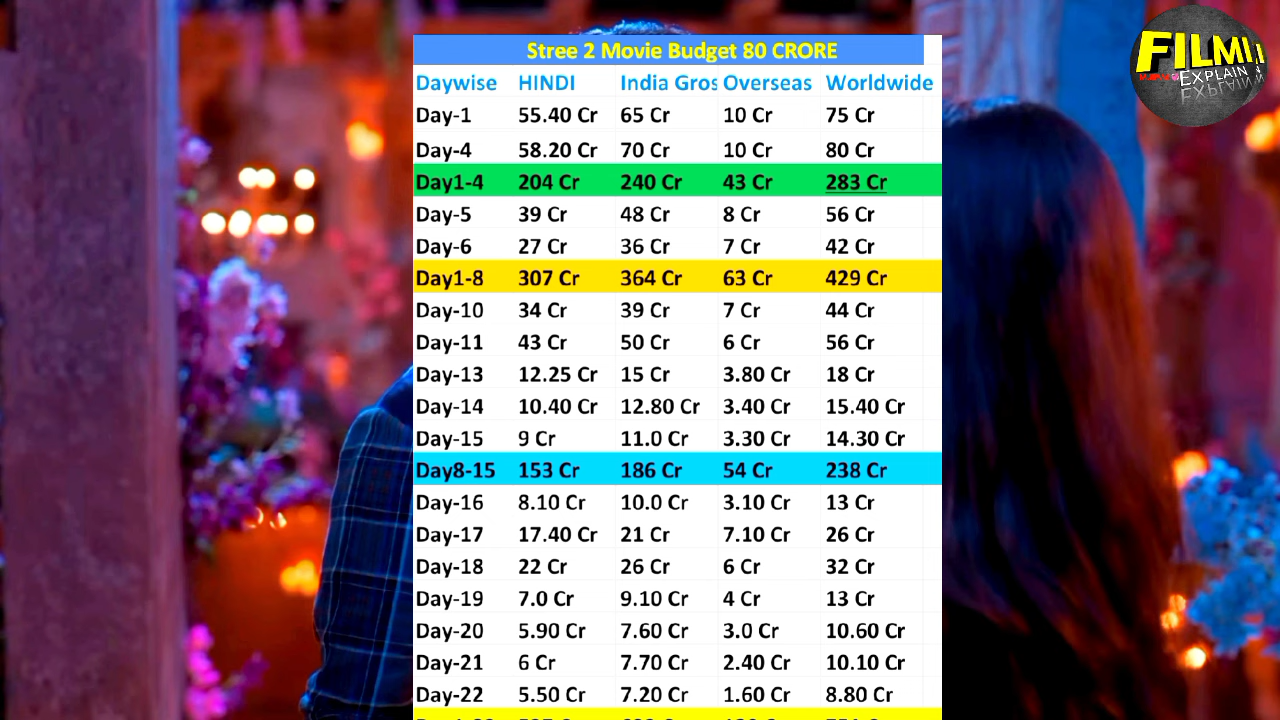 Stree 2 Movie Budget 80 CRORE
Daywise HINDI India Gros Overseas Worldwide
Day-1 55.40 Cr 65 Cr 10 Cr 75 Cr
Day-4 58.20 Cr 70 Cr 10 Cr 80 Cr
Day1-4 204 Cr 240 Cr 43 Cr 283 Cr
Day-5 39 Cr 48 Cr 8 Cr 56 Cr
Day-6 27 Cr 36 Cr 7 Cr 42 Cr
Day1-8 307 Cr 364 Cr 63 Cr 429 Cr
Day-10 34 Cr 39 Cr 7 Cr 44 Cr
Day-11 43 Cr 50 Cr 6 Cr 56 Cr
Day-13 12.25 Cr 15 Cr 3.80 Cr 18 Cr
Day-14 10.40 Cr 12.80 Cr 3.40 Cr 15.40 Cr
Day-15 9 Cr 11.0 Cr 3.30 Cr 14.30 Cr
Day8-15 153 Cr 186 Cr 54 Cr 238 Cr
Day-16 8.10 Cr 10.0 Cr 3.10 Cr 13 Cr
Day-17 17.40 Cr 21 Cr 7.10 Cr 26 Cr
Day-18 22 Cr 26 Cr 6 Cr 32 Cr
Day-19 7.0 Cr 9.10 Cr 4 Cr 13 Cr
Day-20 5.90 Cr 7.60 Cr 3.0 Cr 10.60 Cr
Day-21 6 Cr 7.70 Cr 2.40 Cr 10.10 Cr
Day-22 5.50 Cr 7.20 Cr 1.60 Cr 8.80 Cr
FILMI
EXPLAIN